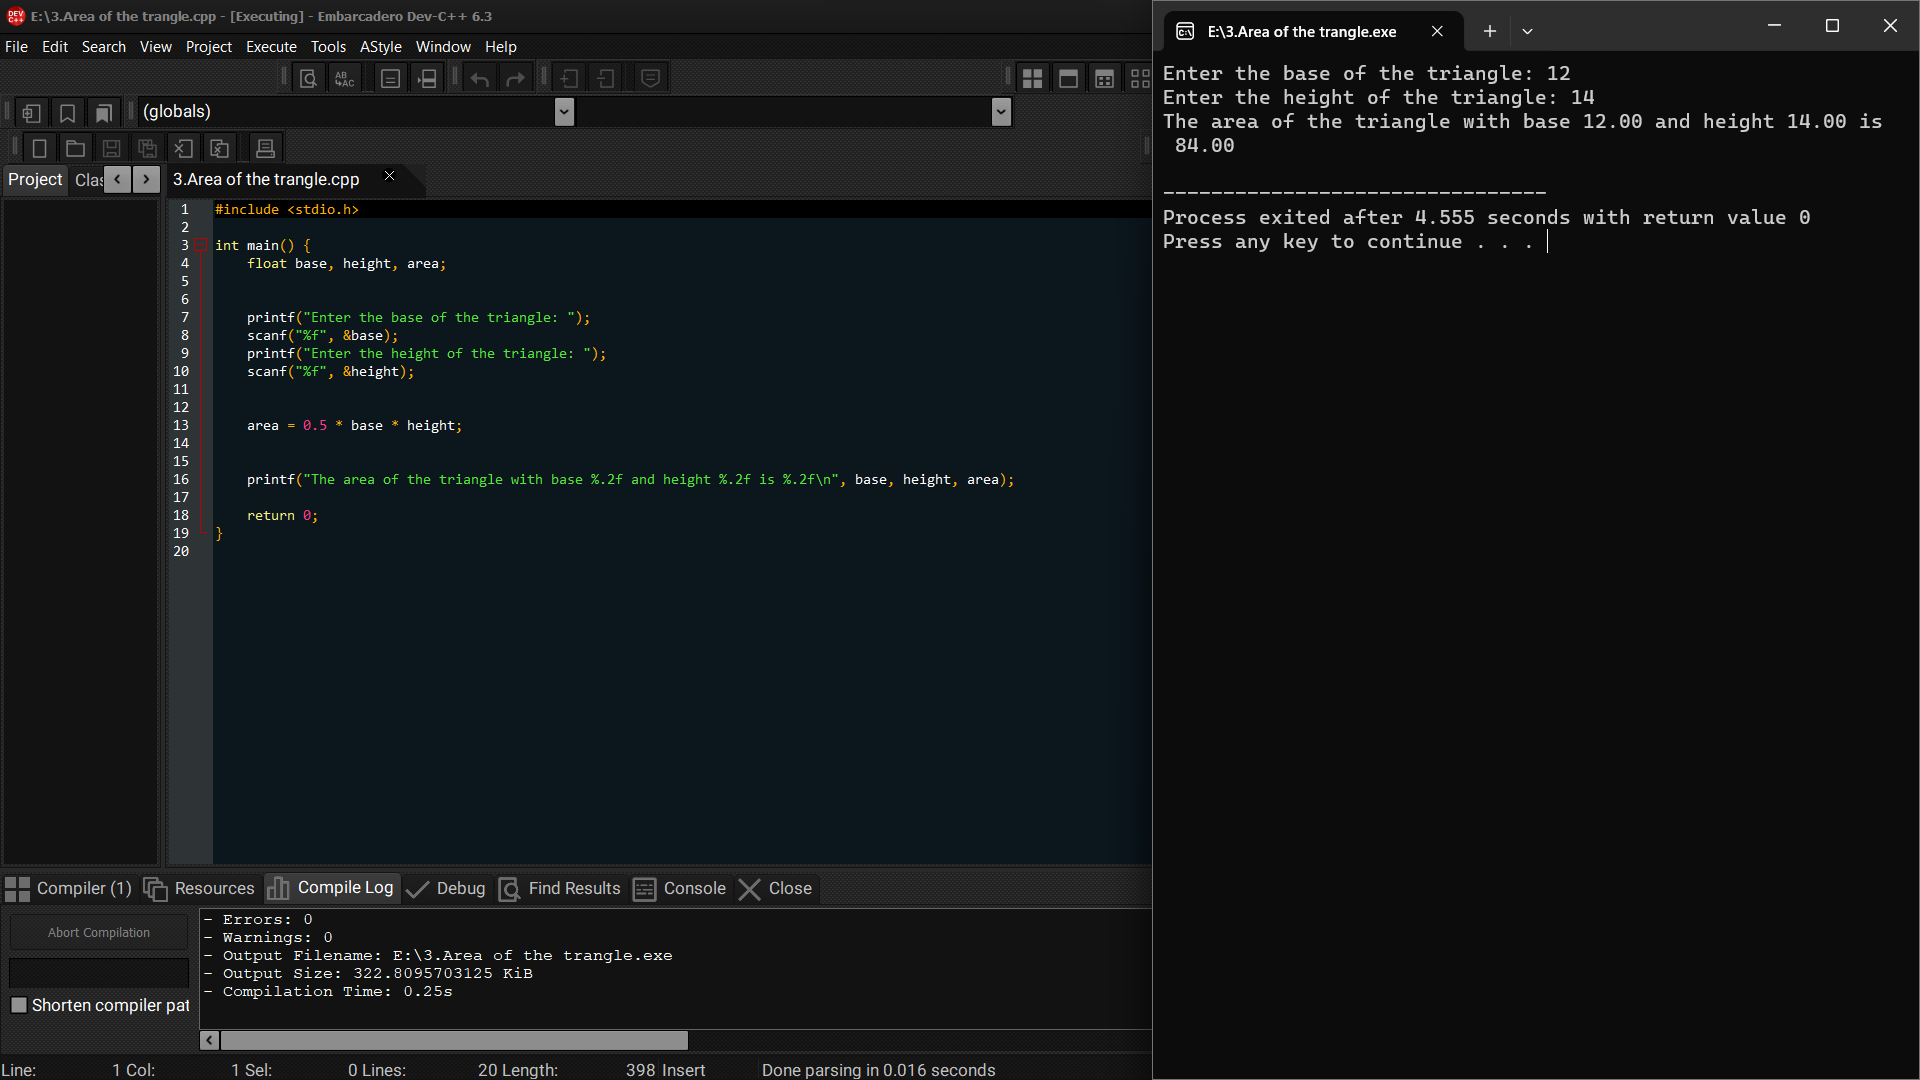 E:\3.Area of the trangle.cpp - [Executing] - Embarcadero Dev-C++ 6.3
File Edit Search View Project Execute Tools AStyle Window Help
(globals)
Project Clas
3.Area of the trangle.cpp
1 #include <stdio.h>
2
3 int main() {
4 float base, height, area;
5
6
7 printf("Enter the base of the triangle: ");
8 scanf("%f", &base);
9 printf("Enter the height of the triangle: ");
10 scanf("%f", &height);
11
12
13 area = 0.5 * base * height;
14
15
16 printf("The area of the triangle with base %.2f and height %.2f is %.2f\n", base, height, area);
17
18 return 0;
19 }
20
Compiler (1) Resources Compile Log Debug Find Results Console Close
Abort Compilation
Shorten compiler pat
- Errors: 0
- Warnings: 0
- Output Filename: E:\3.Area of the trangle.exe
- Output Size: 322.8095703125 KiB
- Compilation Time: 0.25s
Line: 1 Col: 1 Sel: 0 Lines: 20 Length: 398 Insert Done parsing in 0.016 seconds
E:\3.Area of the trangle.exe
Enter the base of the triangle: 12
Enter the height of the triangle: 14
The area of the triangle with base 12.00 and height 14.00 is
84.00
--------------------------------
Process exited after 4.555 seconds with return value 0
Press any key to continue . . .